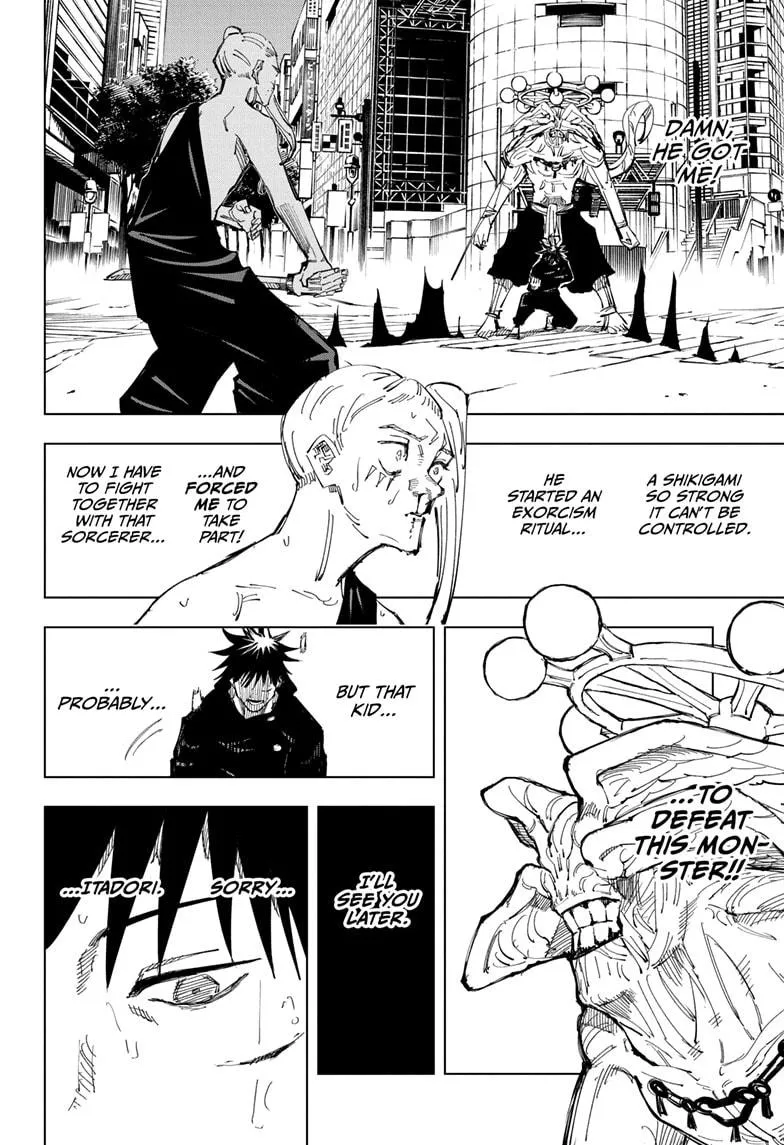 DAMN,
HE GOT
ME!
A SHIKIGAMI
SO STRONG
IT CAN'T BE
CONTROLLED.
HE
STARTED AN
EXORCISM
RITUAL...
...AND
FORCED
ME TO
TAKE
PART!
NOW I HAVE
TO FIGHT
TOGETHER
WITH THAT
SORCERER...
...TO
DEFEAT
THIS MON-
STER!!
BUT THAT
KID...
...
PROBABLY...
I'LL
SEE YOU
LATER.
SORRY...
...ITADORI.